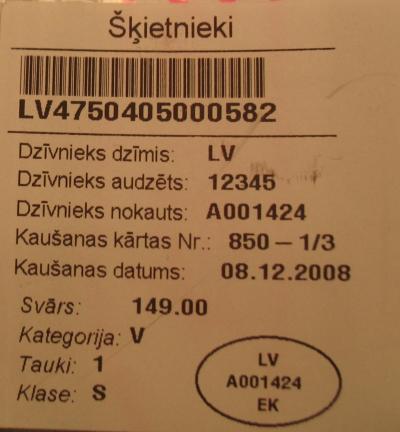 Šķietnieki
LV4750405000582
Dzīvnieks dzīmis: LV
Dzīvnieks audzēts: 12345
Dzīvnieks nokauts: A001424
Kaušanas kārtas Nr.: 850 – 1/3
Kaušanas datums: 08.12.2008
Svārs: 149.00
Kategorija: V
Tauki: 1
Klase: S
LV
A001424
EK